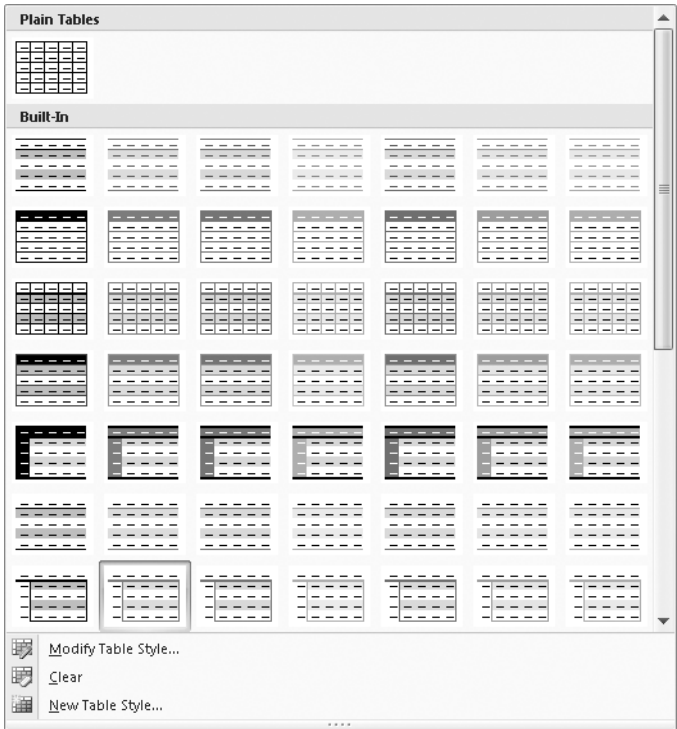 Plain Tables
Built-In
Modify Table Style...
Clear
New Table Style...